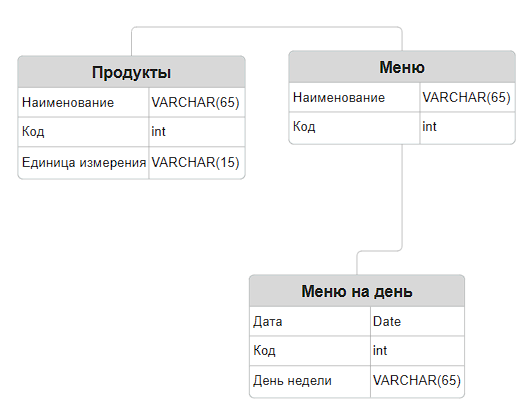 Продукты
Наименование VARCHAR(65)
Код int
Единица измерения VARCHAR(15)
Меню
Наименование VARCHAR(65)
Код int
Меню на день
Дата Date
Код int
День недели VARCHAR(65)